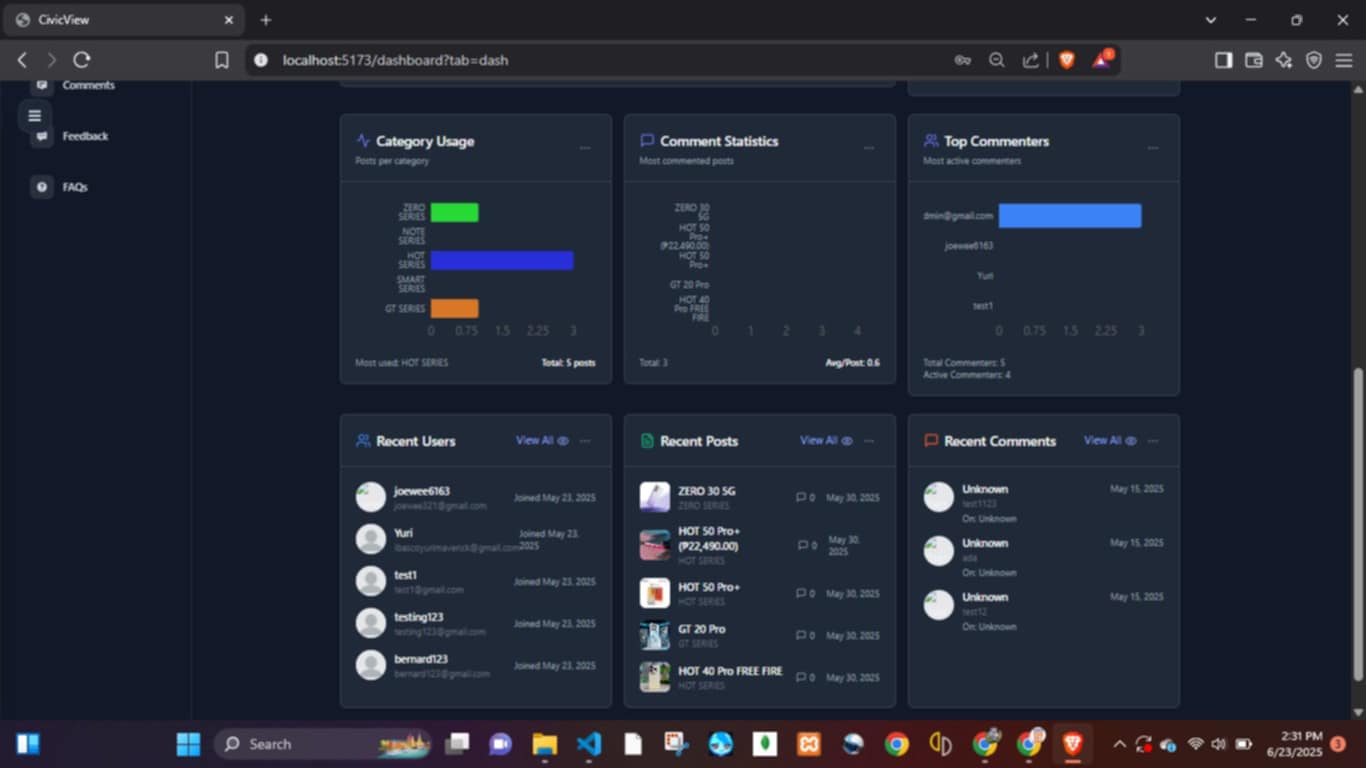 CivicView
localhost:5173/dashboard?tab=dash
Comments
Feedback
FAQs
Category Usage
Posts per category
ZERO
SERIES
NOTE
SERIES
HOT
SERIES
SMART
SERIES
GT SERIES
0 0.75 1.5 2.25 3
Most used: HOT SERIES Total: 5 posts
Comment Statistics
Most commented posts
ZERO 30
5G
HOT 50
Pro+
(₱22,490.00)
HOT 50
Pro+
GT 20 Pro
HOT 40
Pro FREE
FIRE
0 1 2 3 4
Total: 3 Avg/Post: 0.6
Top Commenters
Most active commenters
dmin@gmail.com
joewee6163
Yuri
test1
0 0.75 1.5 2.25 3
Total Commenters: 5
Active Commenters: 4
Recent Users View All
joewee6163
joewee321@gmail.com
Joined May 23, 2025
Yuri
ibascoyurimaverick@gmail.com
Joined May 23,
2025
test1
test1@gmail.com
Joined May 23, 2025
testing123
testing123@gmail.com
Joined May 23, 2025
bernard123
bernard123@gmail.com
Joined May 23, 2025
Recent Posts View All
ZERO 30 5G
ZERO SERIES
0 May 30, 2025
HOT 50 Pro+
(₱22,490.00)
HOT SERIES
0 May 30,
2025
HOT 50 Pro+
HOT SERIES
0 May 30, 2025
GT 20 Pro
GT SERIES
0 May 30, 2025
HOT 40 Pro FREE FIRE
HOT SERIES
0 May 30, 2025
Recent Comments View All
Unknown May 15, 2025
test1123
On: Unknown
Unknown May 15, 2025
ada
On: Unknown
Unknown May 15, 2025
test12
On: Unknown
Search
2:31 PM
6/23/2025
3